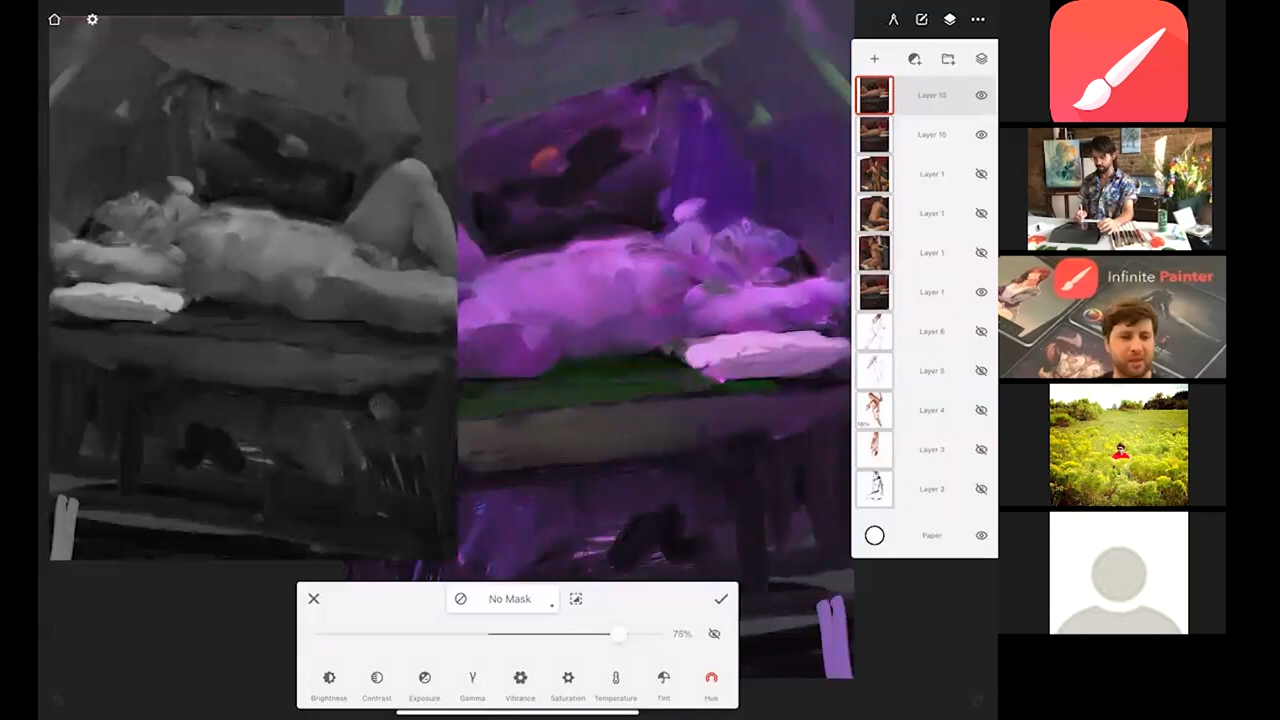 Layer 10
Layer 10
Layer 1
Layer 1
Layer 1
Layer 1
Layer 6
Layer 5
Layer 4
Layer 3
Layer 2
Paper
Infinite Painter
No Mask
76%
Brightness Contrast Exposure Gamma Vibrance Saturation Temperature Tint Hue